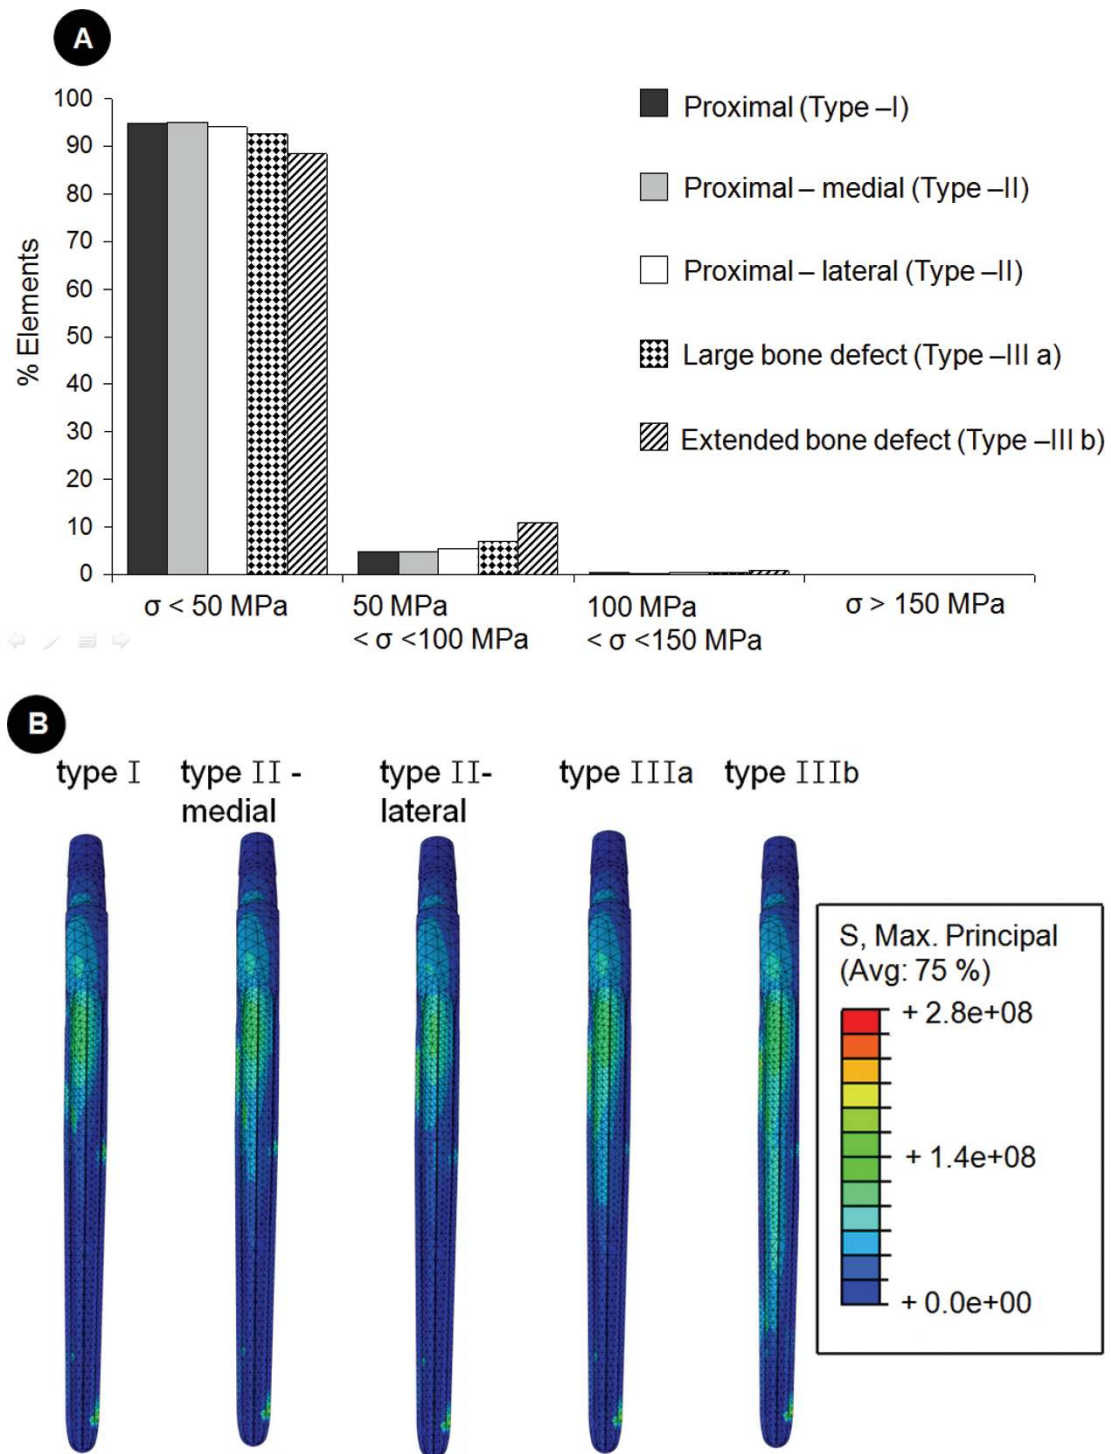 A
100
90
80
70
60
50
40
30
20
10
0
% Elements
σ < 50 MPa
50 MPa
< σ <100 MPa
100 MPa
< σ <150 MPa
σ > 150 MPa
Proximal (Type –I)
Proximal – medial (Type –II)
Proximal – lateral (Type –II)
Large bone defect (Type –III a)
Extended bone defect (Type –III b)
B
type I
type II -
medial
type II-
lateral
type IIIa
type IIIb
S, Max. Principal
(Avg: 75 %)
+ 2.8e+08
+ 1.4e+08
+ 0.0e+00